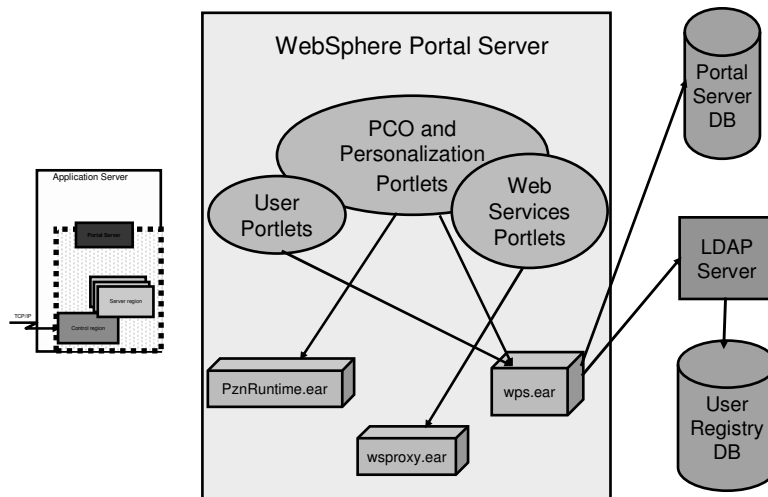 WebSphere Portal Server
PCO and
Personalization
Portlets
User
Portlets
Web
Services
Portlets
PznRuntime.ear
wsproxy.ear
wps.ear
Portal
Server
DB
LDAP
Server
User
Registry
DB
Application Server
Portal Server
Server region
Control region
TCP/IP